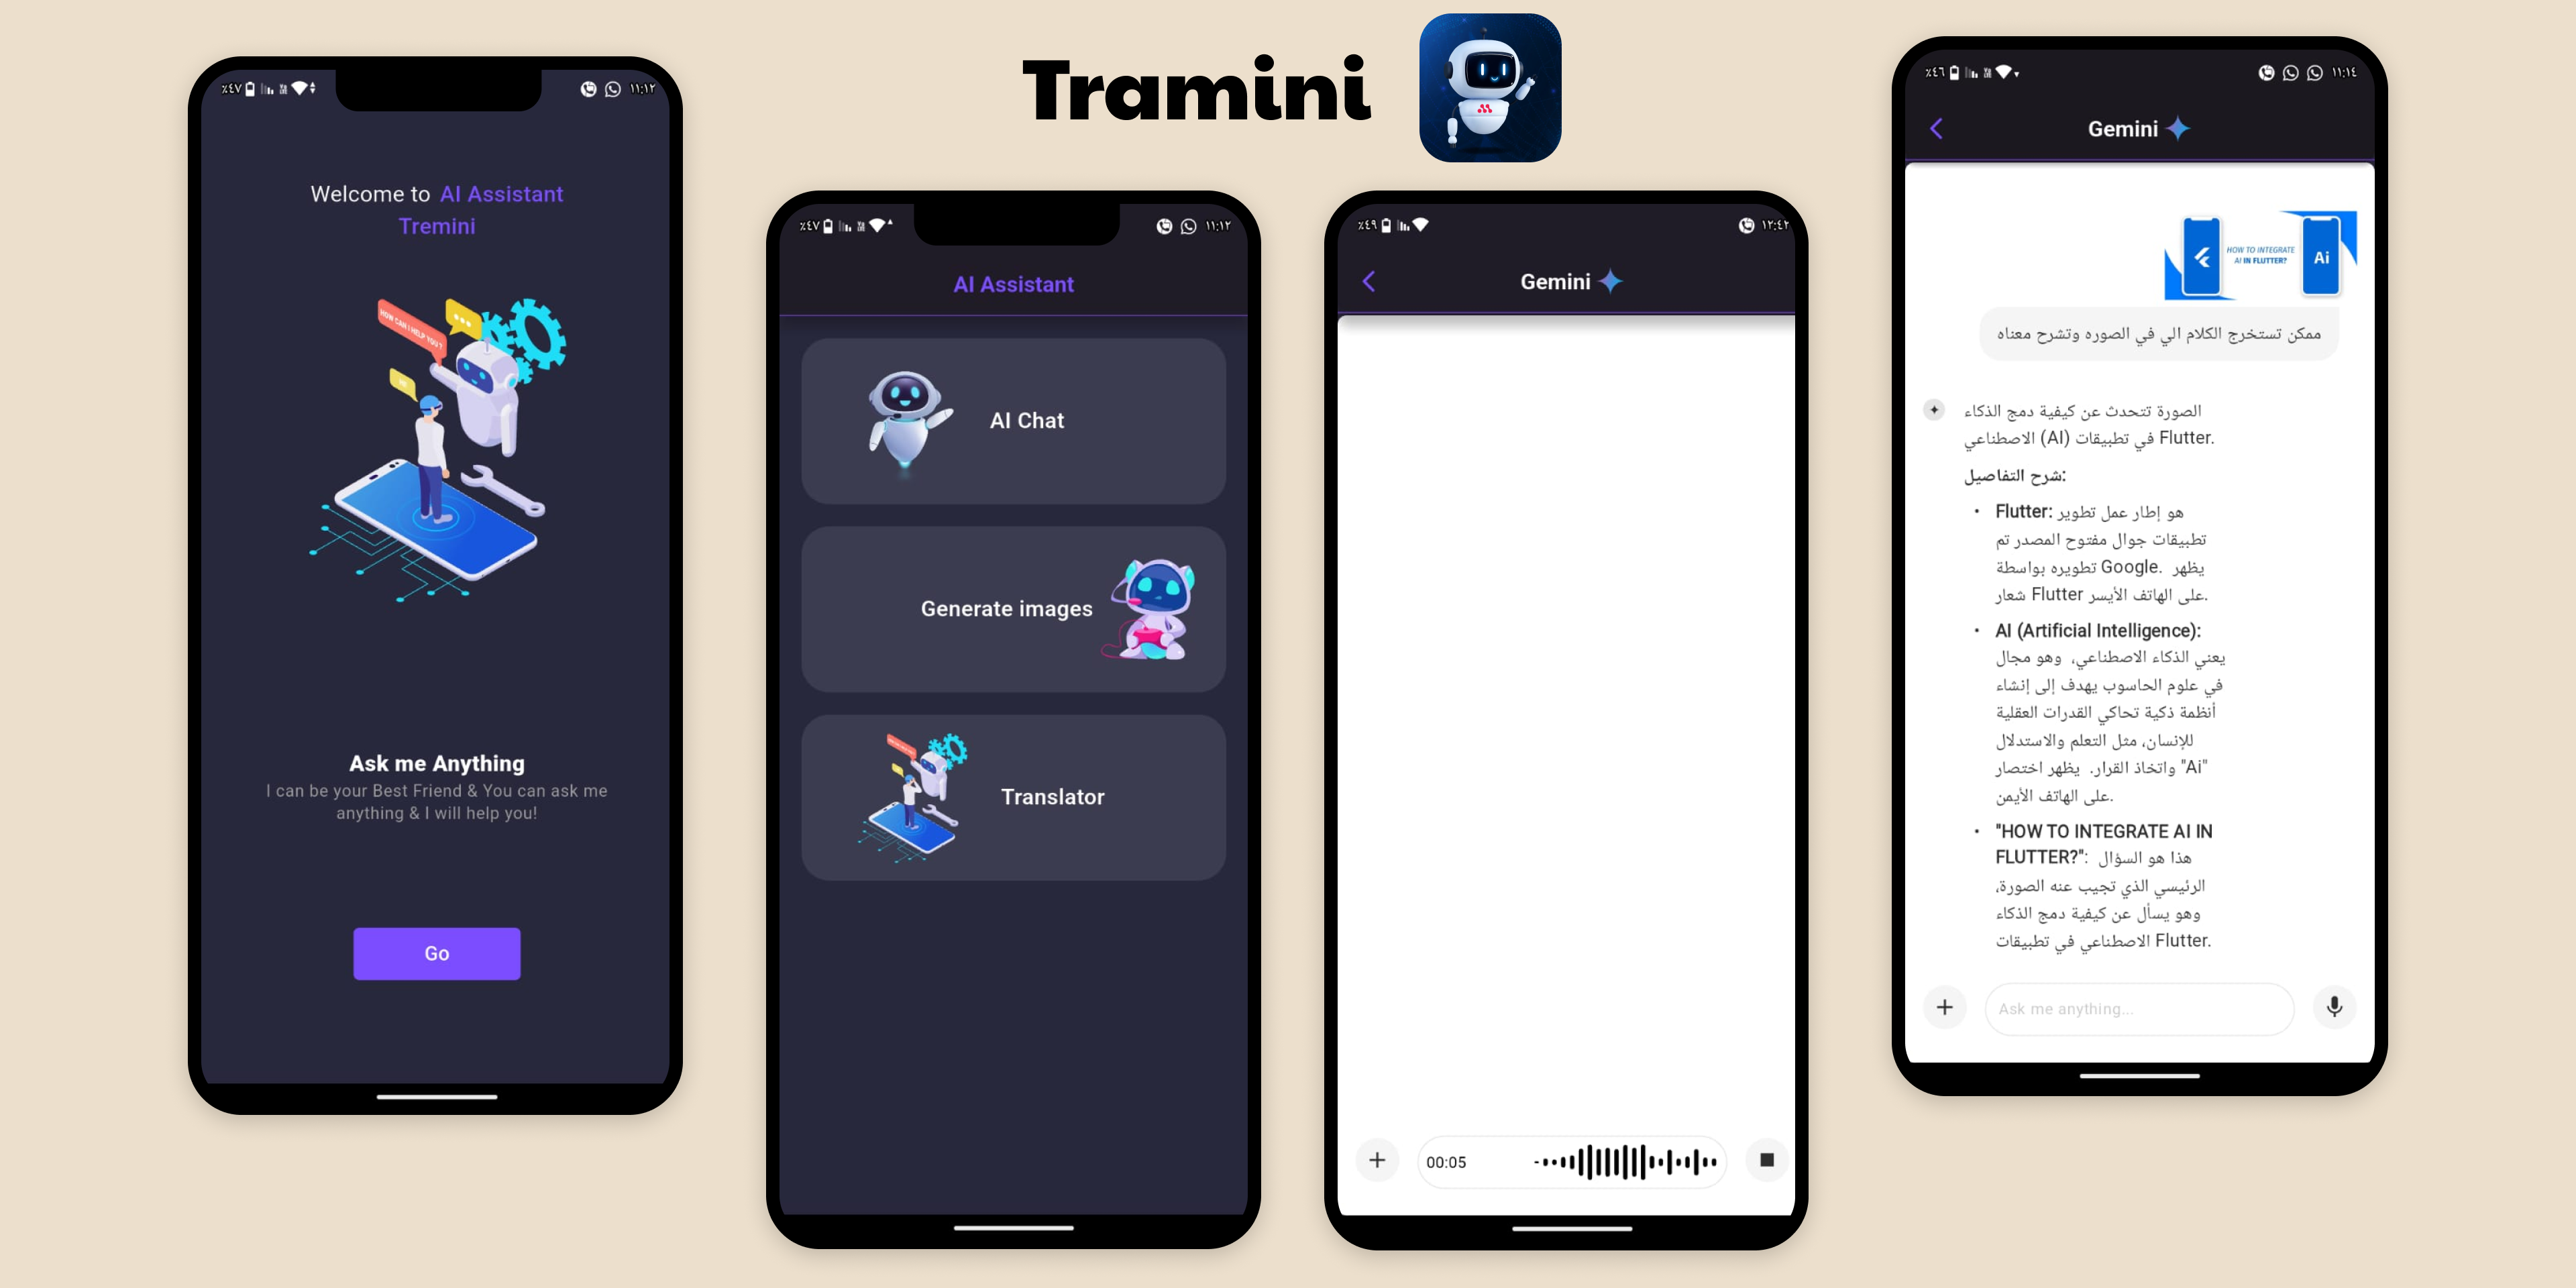 Tramini
٪٤٧
١١:١٢
Welcome to AI Assistant
Tremini
HOW CAN I HELP YOU ?
Ask me Anything
I can be your Best Friend & You can ask me
anything & I will help you!
Go
٪٤٧
١١:١٢
AI Assistant
AI Chat
Generate images
Translator
٪٤٩
١٢:٤٢
Gemini
00:05
٪٤٦
١١:١٤
Gemini
HOW TO INTEGRATE
AI IN FLUTTER?
Ai
ممكن تستخرج الكلام الي في الصوره وتشرح معناه
الصورة تتحدث عن كيفية دمج الذكاء
الاصطناعي (AI) في تطبيقات Flutter.
شرح التفاصيل:
• Flutter: هو إطار عمل تطوير
تطبيقات جوال مفتوح المصدر تم
تطويره بواسطة Google. يظهر
شعار Flutter على الهاتف الأيسر.
• AI (Artificial Intelligence):
يعني الذكاء الاصطناعي، وهو مجال
في علوم الحاسوب يهدف إلى إنشاء
أنظمة ذكية تحاكي القدرات العقلية
للإنسان، مثل التعلم والاستدلال
واتخاذ القرار. يظهر اختصار "Ai"
على الهاتف الأيمن.
• "HOW TO INTEGRATE AI IN
FLUTTER?": هذا هو السؤال
الرئيسي الذي تجيب عنه الصورة،
وهو يسأل عن كيفية دمج الذكاء
الاصطناعي في تطبيقات Flutter.
Ask me anything...